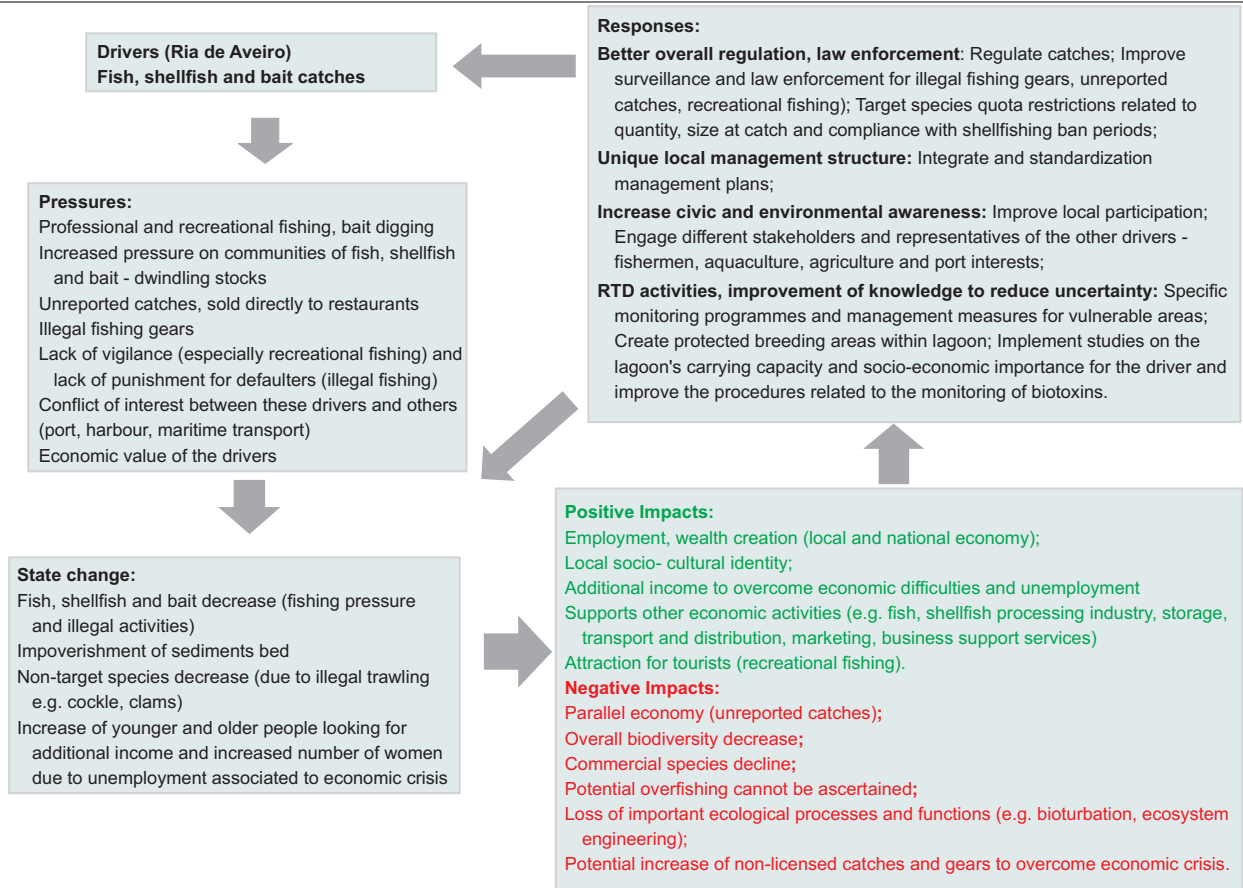 Drivers (Ria de Aveiro)
Fish, shellfish and bait catches
Pressures:
Professional and recreational fishing, bait digging
Increased pressure on communities of fish, shellfish
and bait - dwindling stocks
Unreported catches, sold directly to restaurants
Illegal fishing gears
Lack of vigilance (especially recreational fishing) and
lack of punishment for defaulters (illegal fishing)
Conflict of interest between these drivers and others
(port, harbour, maritime transport)
Economic value of the drivers
State change:
Fish, shellfish and bait decrease (fishing pressure
and illegal activities)
Impoverishment of sediments bed
Non-target species decrease (due to illegal trawling
e.g. cockle, clams)
Increase of younger and older people looking for
additional income and increased number of women
due to unemployment associated to economic crisis
Positive Impacts:
Employment, wealth creation (local and national economy);
Local socio- cultural identity;
Additional income to overcome economic difficulties and unemployment
Supports other economic activities (e.g. fish, shellfish processing industry, storage,
transport and distribution, marketing, business support services)
Attraction for tourists (recreational fishing).
Negative Impacts:
Parallel economy (unreported catches);
Overall biodiversity decrease;
Commercial species decline;
Potential overfishing cannot be ascertained;
Loss of important ecological processes and functions (e.g. bioturbation, ecosystem
engineering);
Potential increase of non-licensed catches and gears to overcome economic crisis.
Responses:
Better overall regulation, law enforcement: Regulate catches; Improve
surveillance and law enforcement for illegal fishing gears, unreported
catches, recreational fishing); Target species quota restrictions related to
quantity, size at catch and compliance with shellfishing ban periods;
Unique local management structure: Integrate and standardization
management plans;
Increase civic and environmental awareness: Improve local participation;
Engage different stakeholders and representatives of the other drivers -
fishermen, aquaculture, agriculture and port interests;
RTD activities, improvement of knowledge to reduce uncertainty: Specific
monitoring programmes and management measures for vulnerable areas;
Create protected breeding areas within lagoon; Implement studies on the
lagoon's carrying capacity and socio-economic importance for the driver and
improve the procedures related to the monitoring of biotoxins.